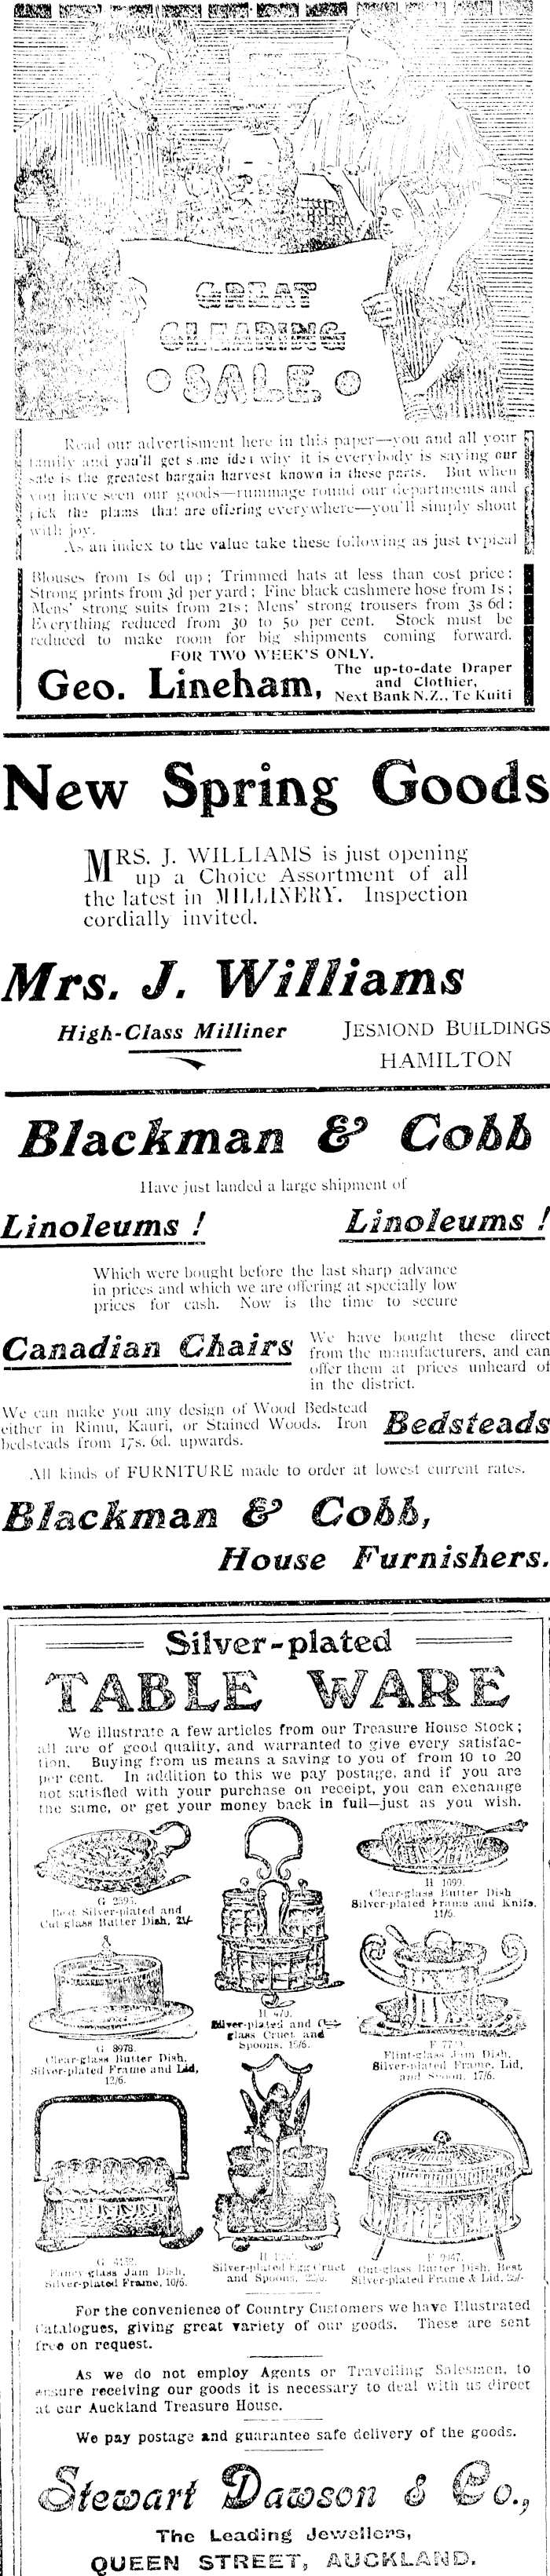 GREAT
CLEARING
SALE
Read our advertisment here in this paper—you and all your
family and you'll get s me idea why it is everybody is saying our
sale is the greatest bargain harvest known in these parts. But when
you have seen our goods—rummage round our departments and
pick the plums that are offering everywhere—you'll simply shout
with joy.
As an index to the value take these following as just typical
Blouses from 1s 6d up; Trimmed hats at less than cost price;
Strong prints from 3d per yard; Fine black cashmere hose from 1s;
Mens' strong suits from 21s; Mens' strong trousers from 3s 6d;
Everything reduced from 30 to 50 per cent. Stock must be
reduced to make room for big shipments coming forward.
FOR TWO WEEK'S ONLY.
Geo. Lineham, The up-to-date Draper
and Clothier,
Next Bank N.Z., Te Kuiti
New Spring Goods
MRS. J. WILLIAMS is just opening
up a Choice Assortment of all
the latest in MILLINERY. Inspection
cordially invited.
Mrs. J. Williams
High-Class Milliner JESMOND BUILDINGS
HAMILTON
Blackman & Cobb
Have just landed a large shipment of
Linoleums! Linoleums!
Which were bought before the last sharp advance
in prices and which we are offering at specially low
prices for cash. Now is the time to secure
Canadian Chairs We have bought these direct
from the manufacturers, and can
offer them at prices unheard of
in the district.
We can make you any design of Wood Bedstead
either in Rimu, Kauri, or Stained Woods. Iron
bedsteads from 17s. 6d. upwards.
Bedsteads
All kinds of FURNITURE made to order at lowest current rates.
Blackman & Cobb,
House Furnishers.
Silver-plated
TABLE WARE
We illustrate a few articles from our Treasure House Stock;
all are of good quality, and warranted to give every satisfac-
tion. Buying from us means a saving to you of from 10 to 20
per cent. In addition to this we pay postage, and if you are
not satisfied with your purchase on receipt, you can exchange
the same, or get your money back in full—just as you wish.
G
Best Silver-plated and
Cut-glass Butter Dish, 21/-
H 1099.
Clear-glass Butter Dish
Silver-plated Frame and Knife,
11/6.
H
Silver-plated and
glass Cruet and
Spoons, 15/6.
G 8978.
Clear-glass Butter Dish,
Silver-plated Frame and Lid,
12/6.
F
Flint-glass Jam Dish,
Silver-plated Frame, Lid,
and Spoon, 17/6.
G
Fancy glass Jam Dish,
Silver-plated Frame, 10/6.
H
Silver-plated Egg Cruet
and Spoons,
F
Cut-glass Butter Dish, Best
Silver-plated Frame & Lid,
For the convenience of Country Customers we have Illustrated
Catalogues, giving great variety of our goods. These are sent
free on request.
As we do not employ Agents or Travelling Salesmen, to
ensure receiving our goods it is necessary to deal with us direct
at our Auckland Treasure House.
We pay postage and guarantee safe delivery of the goods.
Stewart Dawson & Co.,
The Leading Jewellers,
QUEEN STREET, AUCKLAND.